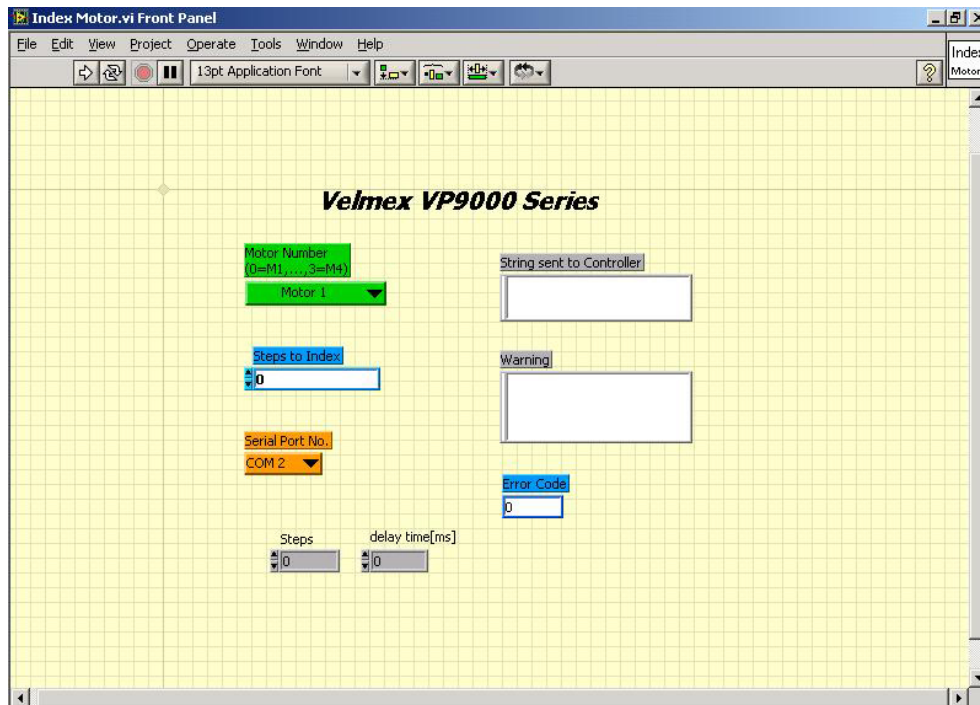 Index Motor.vi Front Panel
File Edit View Project Operate Tools Window Help
13pt Application Font
?
Index
Motor
Velmex VP9000 Series
Motor Number
(0=M1,...,3=M4)
Motor 1
String sent to Controller
Steps to Index
0
Warning
Serial Port No.
COM 2
Error Code
0
Steps
0
delay time[ms]
0